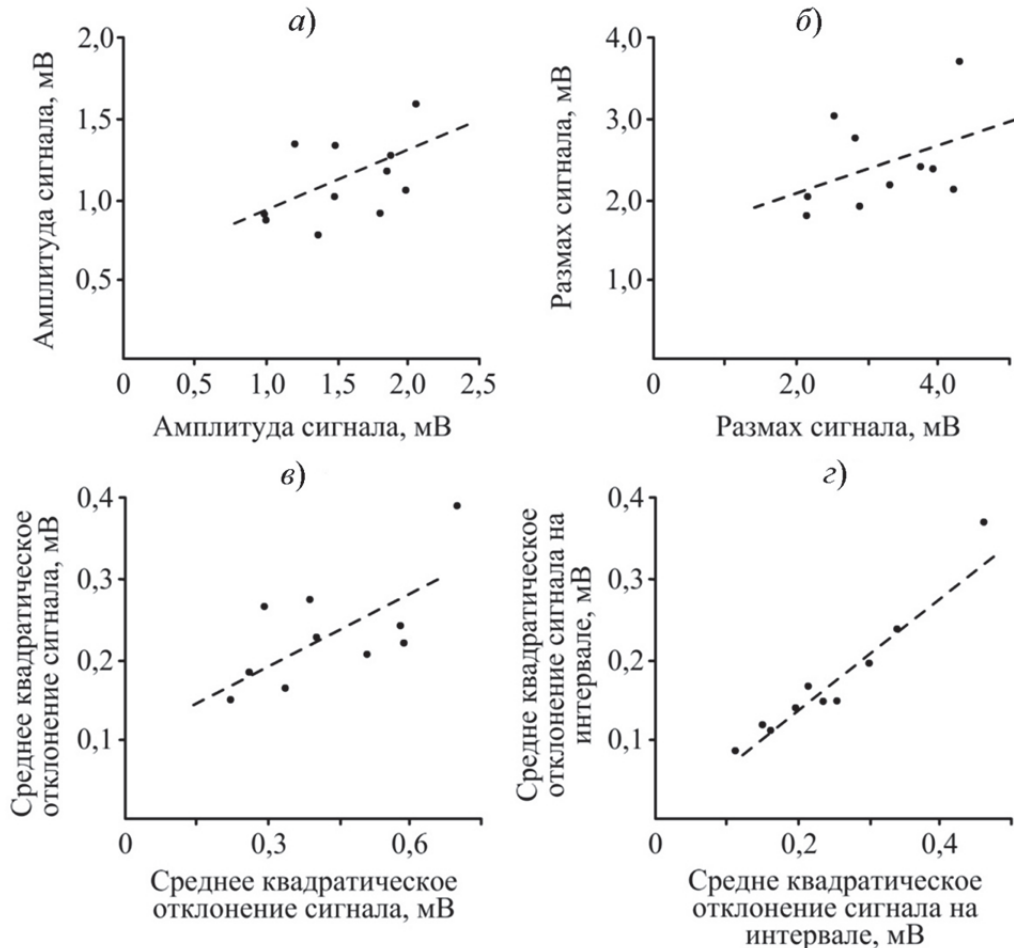 а)
Амплитуда сигнала, мВ
2,0
1,5
1,0
0,5
0 0,5 1,0 1,5 2,0 2,5
Амплитуда сигнала, мВ
б)
Размах сигнала, мВ
4,0
3,0
2,0
1,0
0 2,0 4,0
Размах сигнала, мВ
в)
Среднее квадратическое
отклонение сигнала, мВ
0,4
0,3
0,2
0,1
0 0,3 0,6
Среднее квадратическое
отклонение сигнала, мВ
г)
Средне квадратическое
отклонение сигнала на
интервале, мВ
0,4
0,3
0,2
0,1
0 0,2 0,4
Средне квадратическое
отклонение сигнала на
интервале, мВ